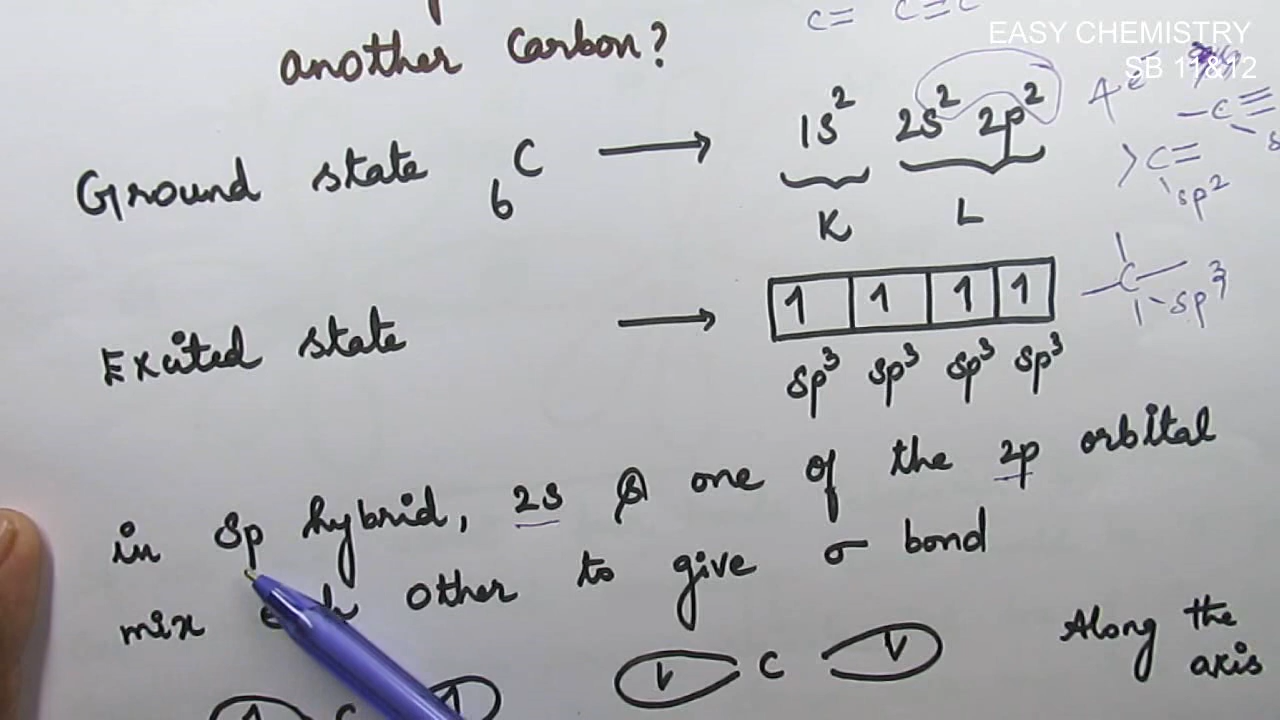 C= C≡C
EASY CHEMISTRY
SB 11&12
another carbon?
Ground state ₆C → 1s² 2s² 2p² 4e⁻
K L
–C≡
>C=
sp²
C
sp³
Excited state → 1 1 1 1
sp³ sp³ sp³ sp³
in sp hybrid, 2s & one of the 2p orbital
mix each other to give σ bond
C C
Along the
axis